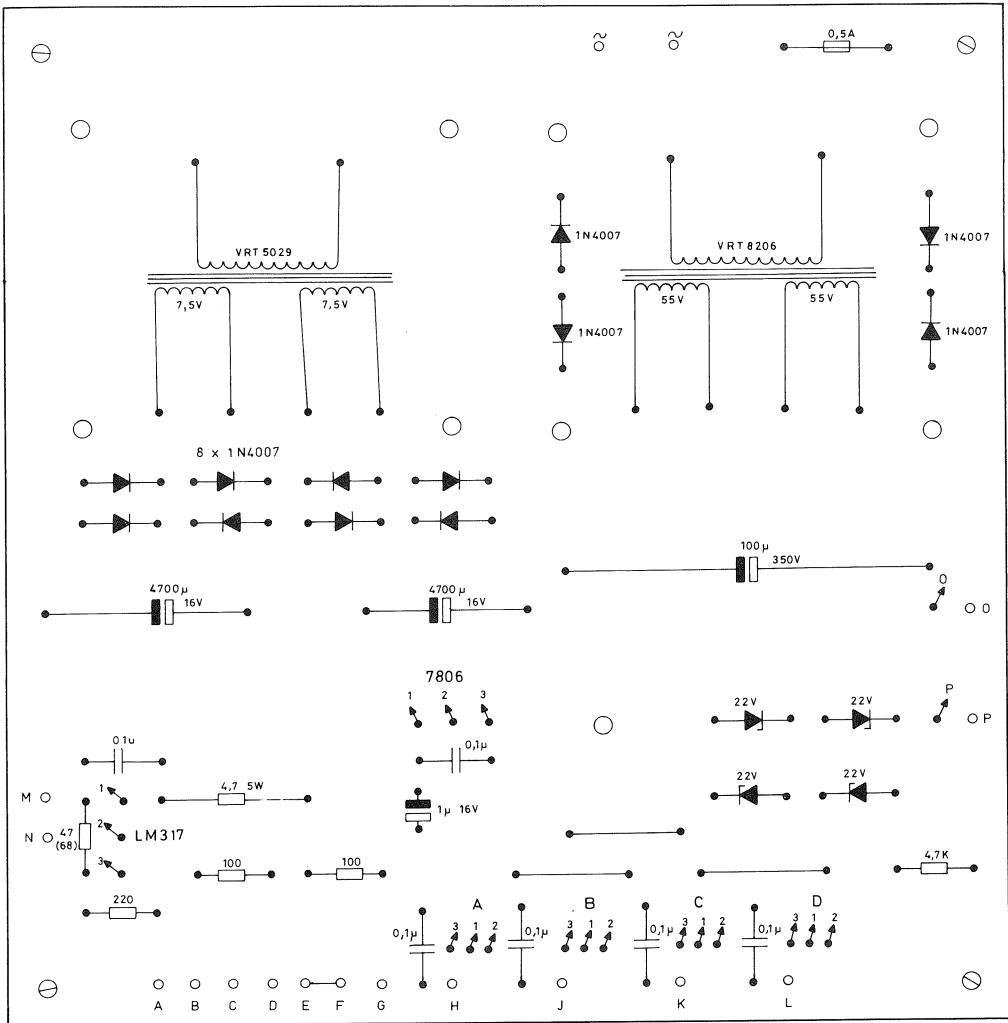 ~ ~ 0,5A
VRT 5029
1N4007
VRT 8206
1N4007
7,5V 7,5V
1N4007
55V 55V
1N4007
8 x 1N4007
100µ
350V
4700µ
16V
4700µ
16V
O
O
7806
1 2 3
22V 22V
P
P
0,1µ
01u
22V 22V
M
1
4,7 5W
1µ 16V
N
47
(68)
2
LM317
3
100 100
4,7K
220
A B C D
0,1µ 3 1 2
0,1µ 3 1 2
0,1µ 3 1 2
0,1µ 3 1 2
A B C D E F G H J K L